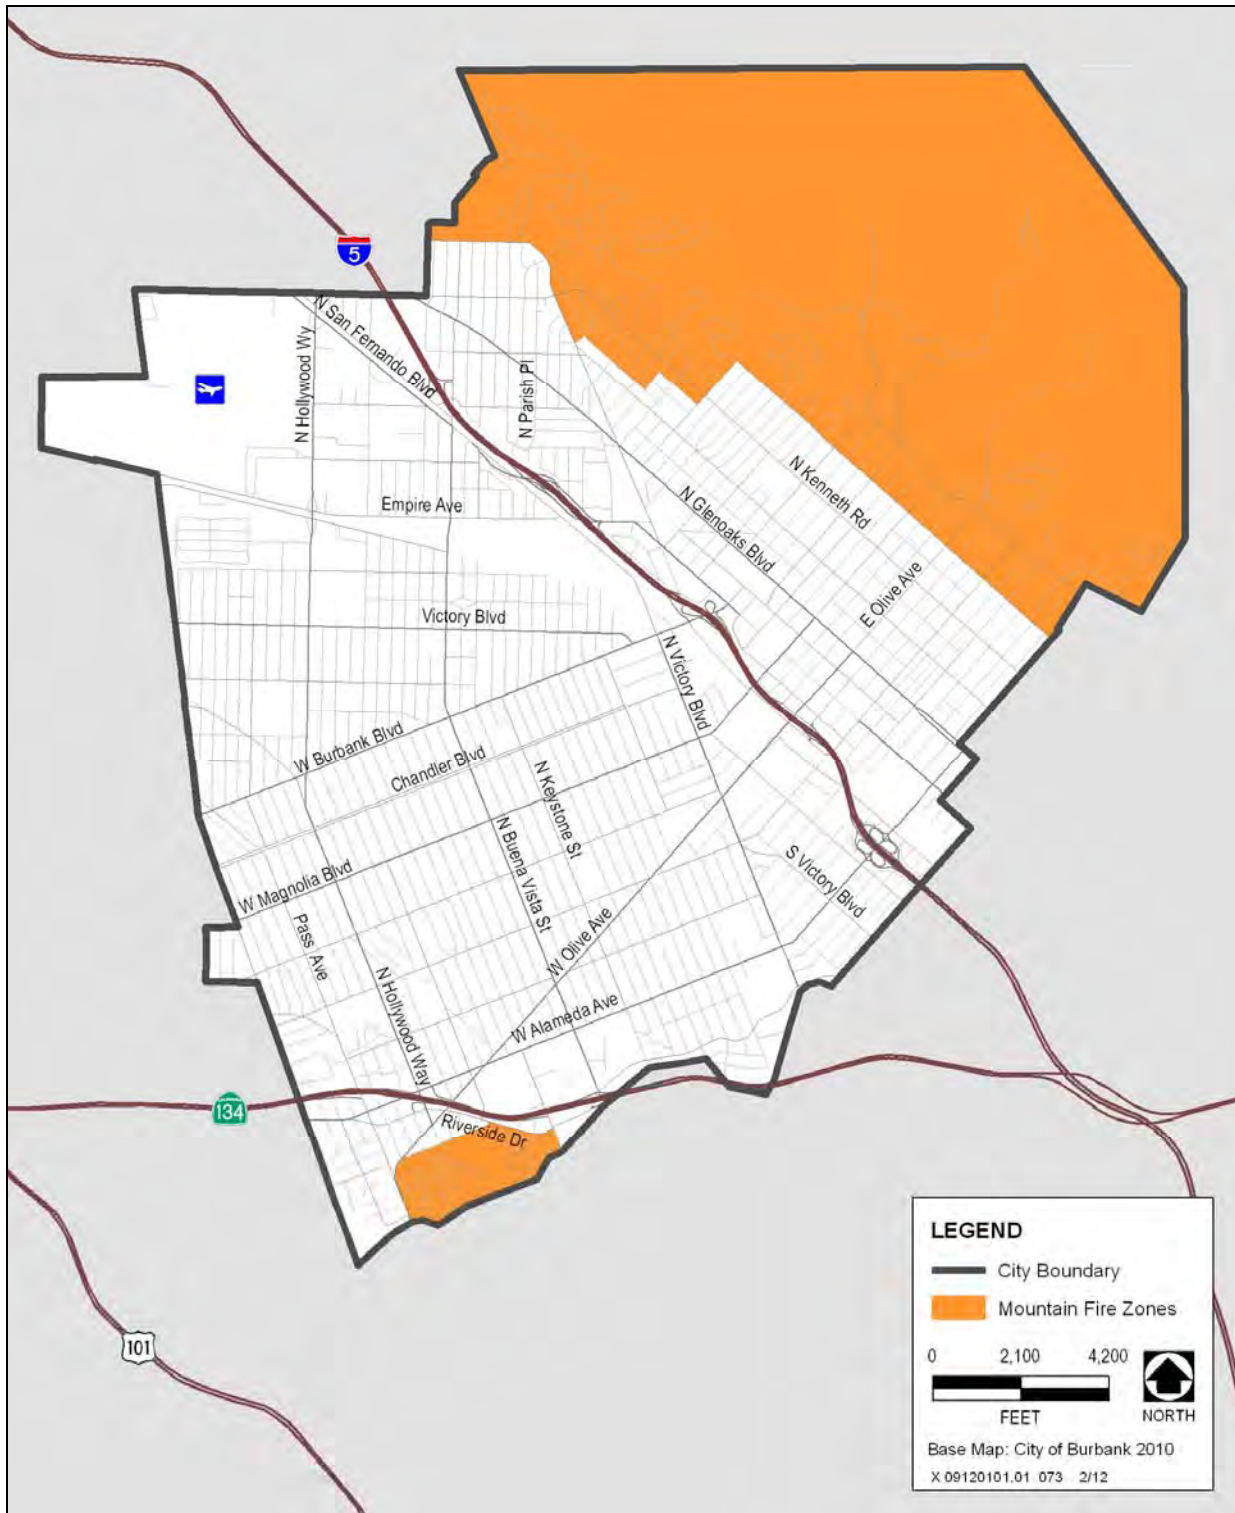 5
N San Fernando Blvd
N Hollywood Wy
N Parish Pl
N Kenneth Rd
N Glenoaks Blvd
Empire Ave
E Olive Ave
Victory Blvd
N Victory Blvd
W Burbank Blvd
Chandler Blvd
N Keystone St
N Buena Vista St
S Victory Blvd
W Magnolia Blvd
Pass Ave
W Olive Ave
N Hollywood Way
W Alameda Ave
134
Riverside Dr
101
LEGEND
City Boundary
Mountain Fire Zones
0 2,100 4,200
FEET
NORTH
Base Map: City of Burbank 2010
X 09120101.01 073 2/12